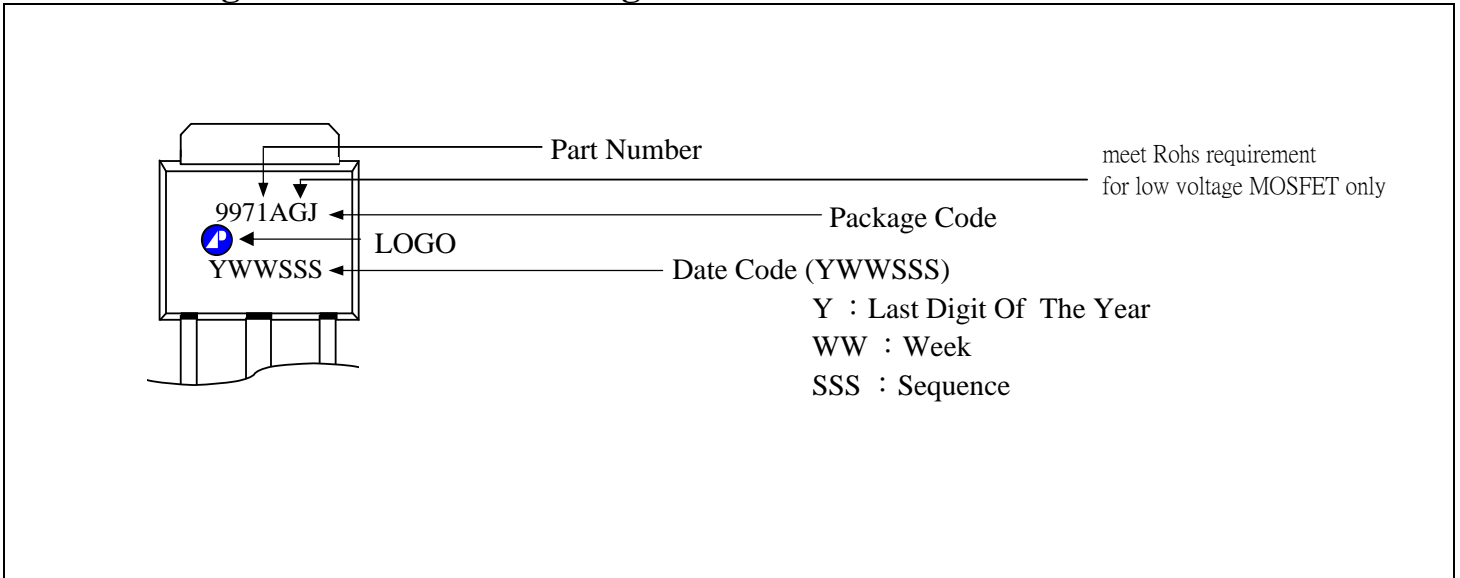 Part Number
meet Rohs requirement
for low voltage MOSFET only
9971AGJ
Package Code
LOGO
YWWSSS
Date Code (YWWSSS)
Y ：Last Digit Of The Year
WW ：Week
SSS ：Sequence